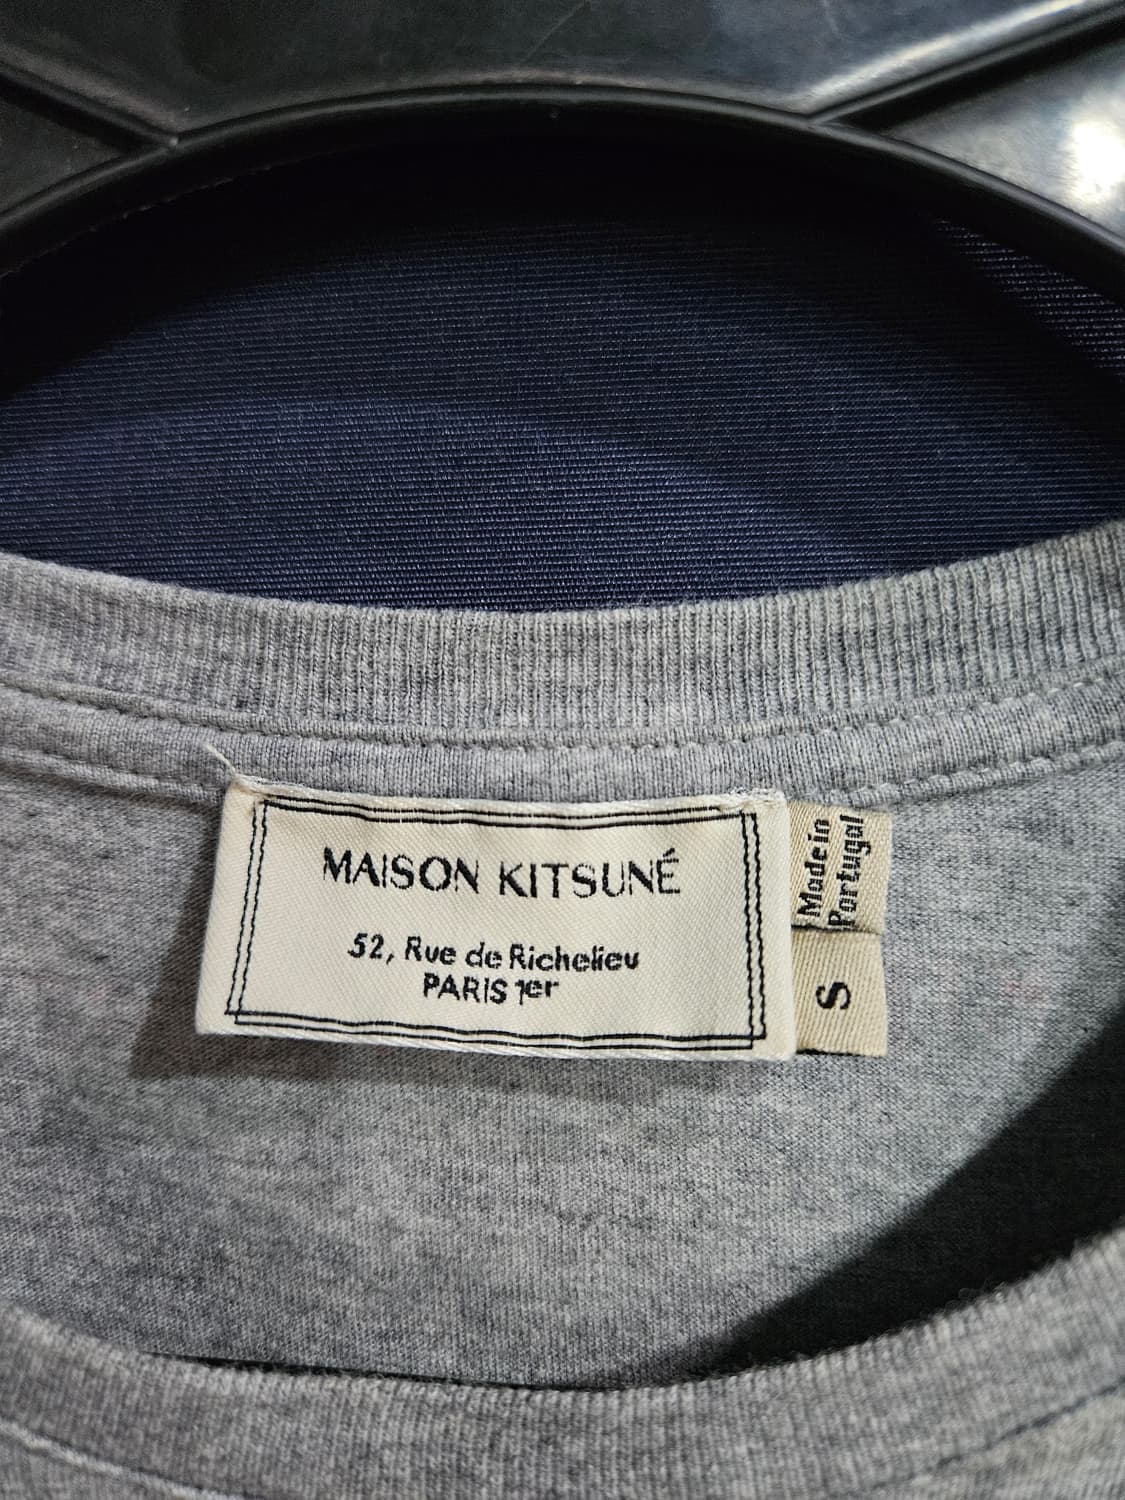 MAISON KITSUNÉ
52, Rue de Richelieu
PARIS 1er
Made in
Portugal
S